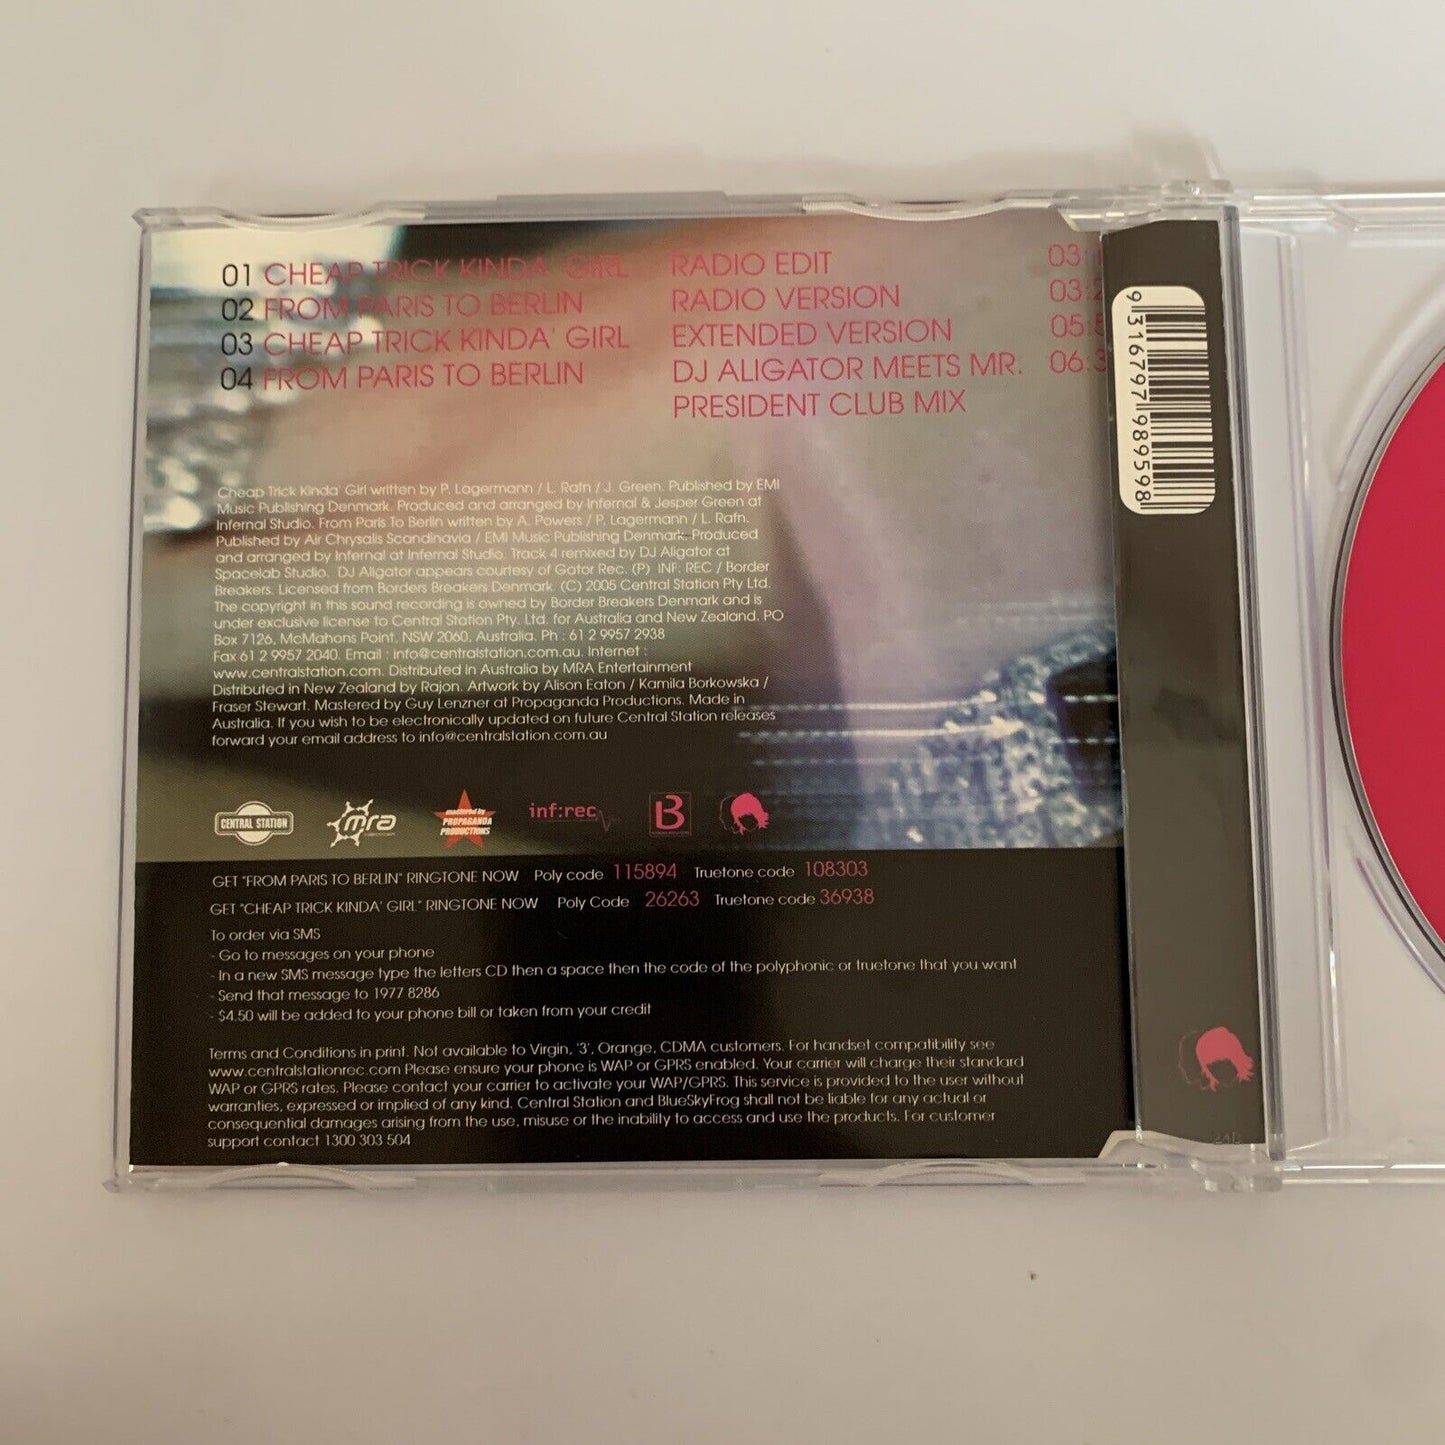 01 CHEAP TRICK KINDA' GIRL RADIO EDIT 03:
02 FROM PARIS TO BERLIN RADIO VERSION 03:2
03 CHEAP TRICK KINDA' GIRL EXTENDED VERSION 05:5
04 FROM PARIS TO BERLIN DJ ALIGATOR MEETS MR. 06:3
PRESIDENT CLUB MIX
9 316797 989598
Cheap Trick Kinda' Girl written by P. Lagermann / L. Rafn / J. Green. Published by EMI
Music Publishing Denmark. Produced and arranged by Infernal & Jesper Green at
Infernal Studio. From Paris To Berlin written by A. Powers / P. Lagermann / L. Rafn.
Published by Air Chrysalis Scandinavia / EMI Music Publishing Denmark. Produced
and arranged by Infernal at Infernal Studio. Track 4 remixed by DJ Aligator at
Spacelab Studio. DJ Aligator appears courtesy of Gator Rec. (P) INF: REC / Border
Breakers. Licensed from Borders Breakers Denmark. (C) 2005 Central Station Pty Ltd.
The copyright in this sound recording is owned by Border Breakers Denmark and is
under exclusive license to Central Station Pty. Ltd. for Australia and New Zealand. PO
Box 7126, McMahons Point, NSW 2060, Australia. Ph : 61 2 9957 2938
Fax 61 2 9957 2040. Email : info@centralstation.com.au. Internet :
www.centralstation.com. Distributed in Australia by MRA Entertainment
Distributed in New Zealand by Rajon. Artwork by Alison Eaton / Kamila Borkowska /
Fraser Stewart. Mastered by Guy Lenzner at Propaganda Productions. Made in
Australia. If you wish to be electronically updated on future Central Station releases
forward your email address to info@centralstation.com.au
CENTRAL STATION
mra
mastered by
PROPAGANDA
PRODUCTIONS
inf:rec
B
GET "FROM PARIS TO BERLIN" RINGTONE NOW Poly code 115894 Truetone code 108303
GET "CHEAP TRICK KINDA' GIRL" RINGTONE NOW Poly Code 26263 Truetone code 36938
To order via SMS
- Go to messages on your phone
- In a new SMS message type the letters CD then a space then the code of the polyphonic or truetone that you want
- Send that message to 1977 8286
- $4.50 will be added to your phone bill or taken from your credit
Terms and Conditions in print. Not available to Virgin, '3', Orange, CDMA customers. For handset compatibility see
www.centralstationrec.com Please ensure your phone is WAP or GPRS enabled. Your carrier will charge their standard
WAP or GPRS rates. Please contact your carrier to activate your WAP/GPRS. This service is provided to the user without
warranties, expressed or implied of any kind. Central Station and BlueSkyFrog shall not be liable for any actual or
consequential damages arising from the use, misuse or the inability to access and use the products. For customer
support contact 1300 303 504